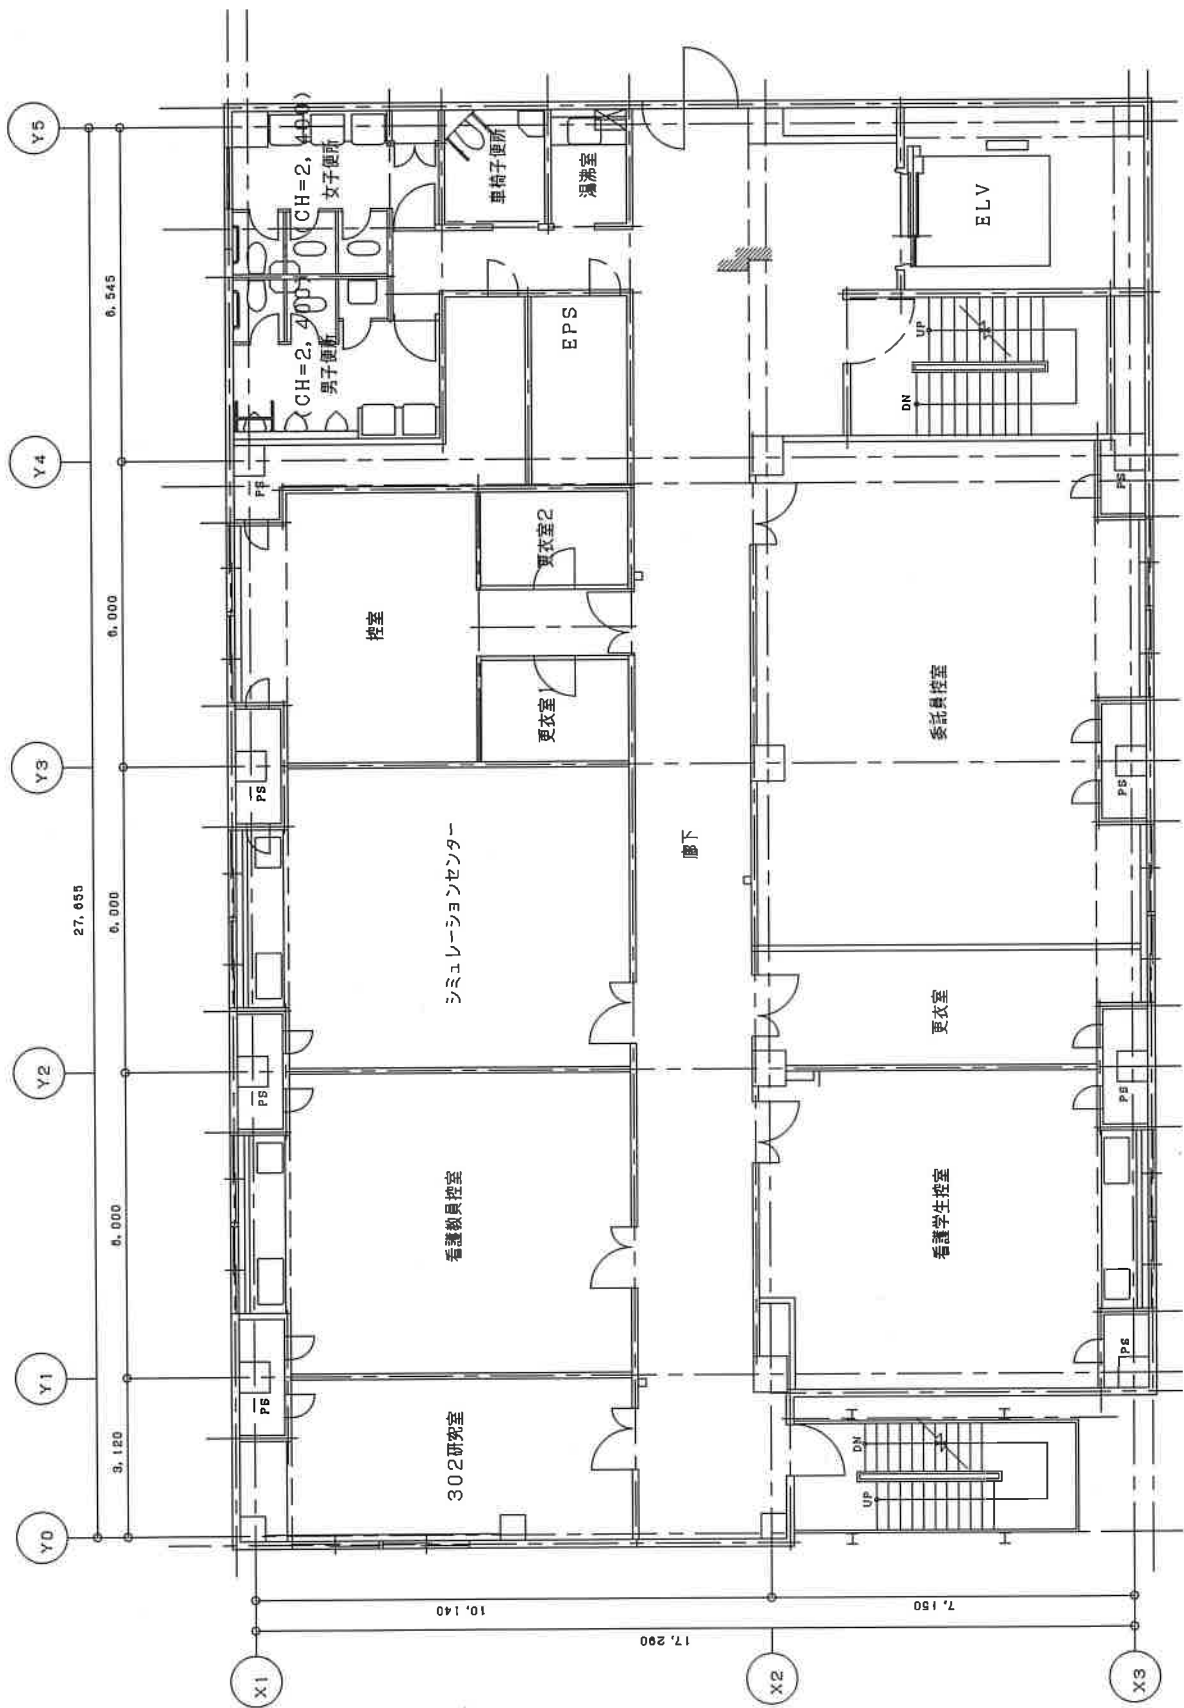 Y0
Y1
Y2
Y3
Y4
Y5
27,655
3,120
6,000
6,000
6,000
6,545
X1
X2
X3
10,140
7,150
17,290
PS
PS
PS
PS
302研究室
看護教員控室
シミュレーションセンター
控室
更衣室1
更衣室2
男子便所
(CH=2,400)
女子便所
(CH=2,400)
車椅子便所
湯沸室
EPS
廊下
看護学生控室
更衣室
委託員控室
ELV
UP
DN
UP
DN
PS
PS
PS
PS